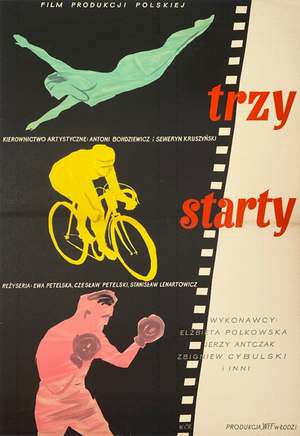 FILM PRODUKCJI POLSKIEJ
trzy
KIEROWNICTWO ARTYSTYCZNE: ANTONI BOHDZIEWICZ i SEWERYN KRUSZYŃSKI
starty
REŻYSERIA: EWA PETELSKA, CZESŁAW PETELSKI, STANISŁAW LENARTOWICZ
WYKONAWCY:
ELŻBIETA POLKOWSKA
JERZY ANTCZAK
ZBIGNIEW CYBULSKI
I INNI
PRODUKCJA WFF W ŁODZI